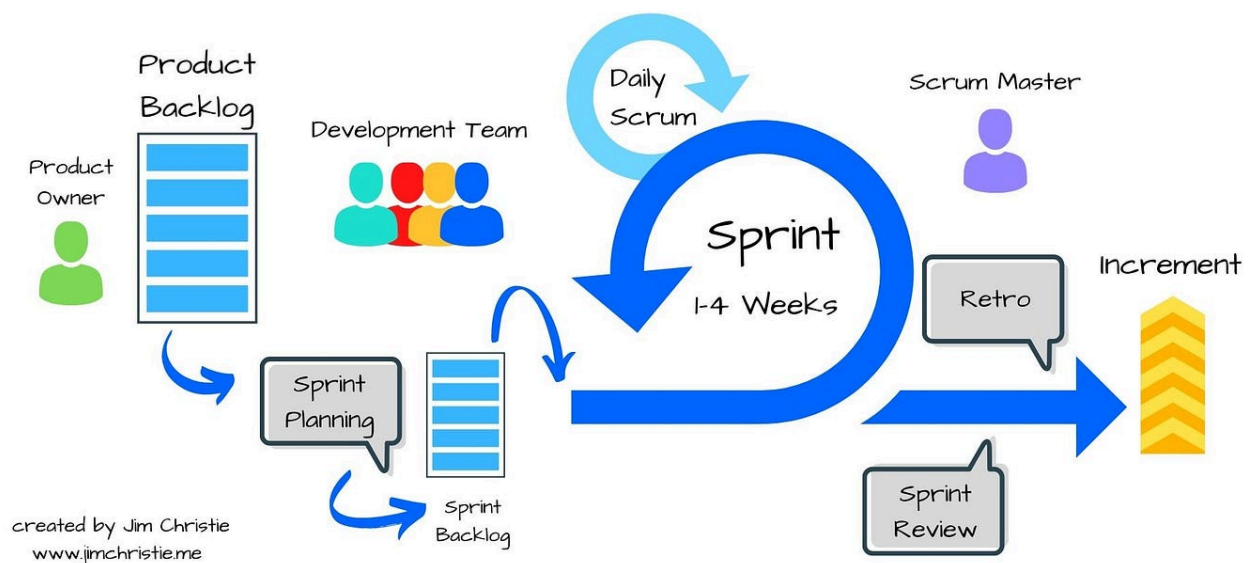 Product
Backlog
Product
Owner
Development Team
Daily
Scrum
Scrum Master
Sprint
1-4 Weeks
Retro
Increment
Sprint
Planning
Sprint
Backlog
Sprint
Review
created by Jim Christie
www.jimchristie.me